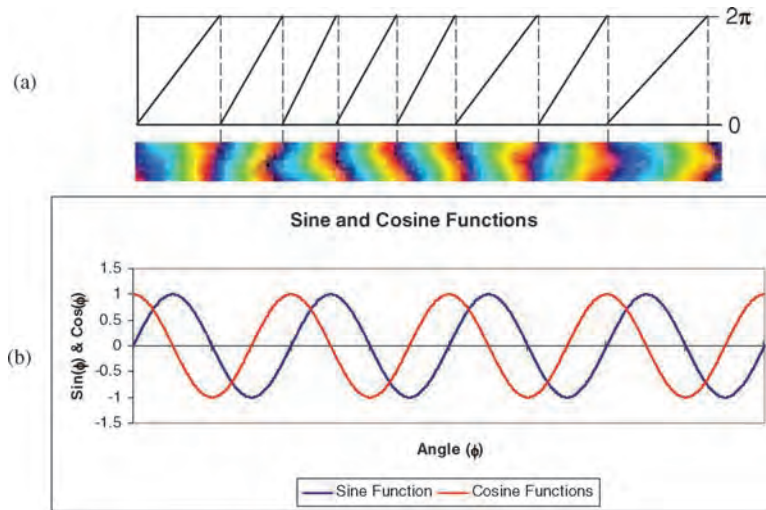 2π
(a)
0
Sine and Cosine Functions
1.5
1
0.5
0
-0.5
-1
-1.5
Sin(ϕ) & Cos(ϕ)
(b)
Angle (ϕ)
Sine Function
Cosine Functions